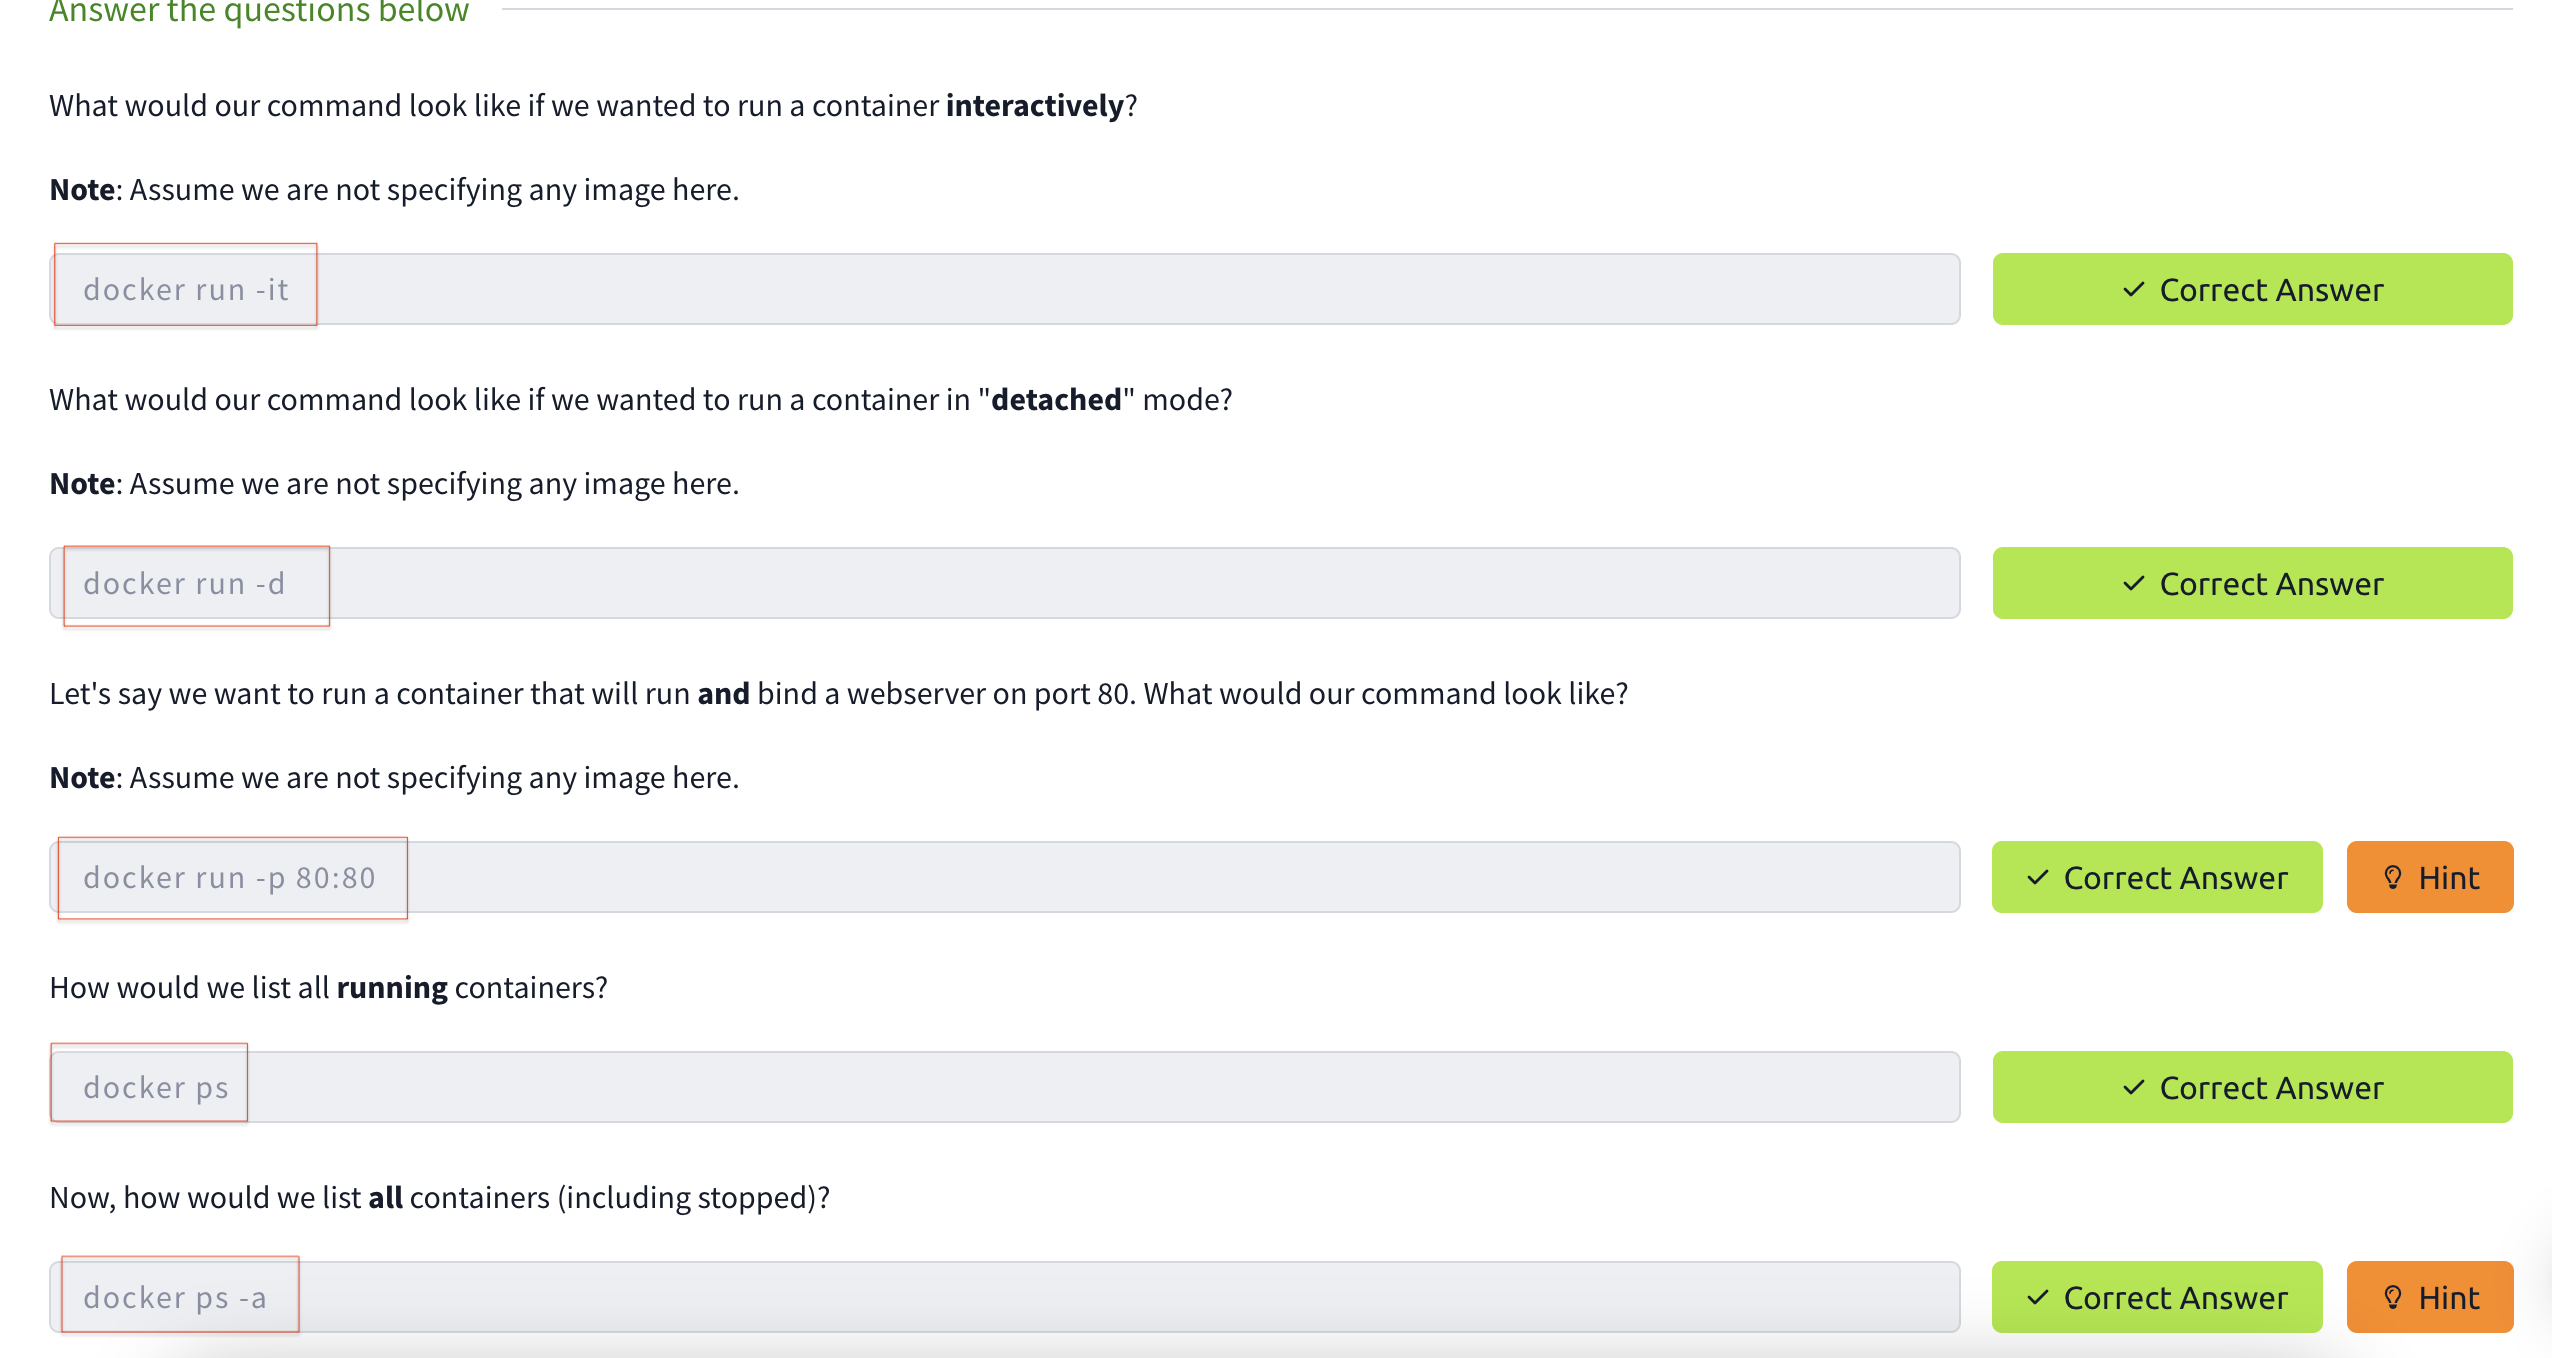 Answer the questions below
What would our command look like if we wanted to run a container interactively?
Note: Assume we are not specifying any image here.
docker run -it
Correct Answer
What would our command look like if we wanted to run a container in "detached" mode?
Note: Assume we are not specifying any image here.
docker run -d
Correct Answer
Let's say we want to run a container that will run and bind a webserver on port 80. What would our command look like?
Note: Assume we are not specifying any image here.
docker run -p 80:80
Correct Answer
Hint
How would we list all running containers?
docker ps
Correct Answer
Now, how would we list all containers (including stopped)?
docker ps -a
Correct Answer
Hint